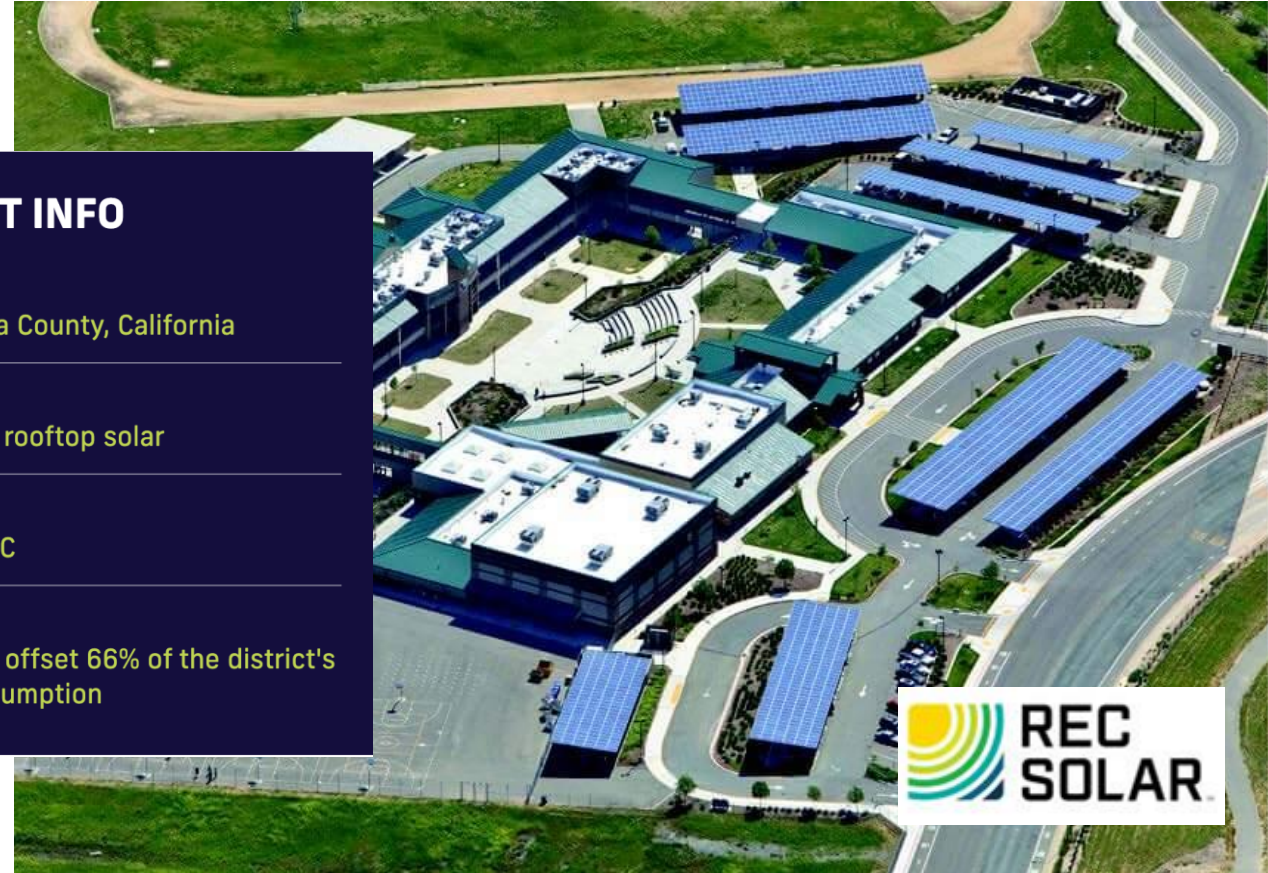 T INFO
a County, California
rooftop solar
C
offset 66% of the district's
umption
REC
SOLAR